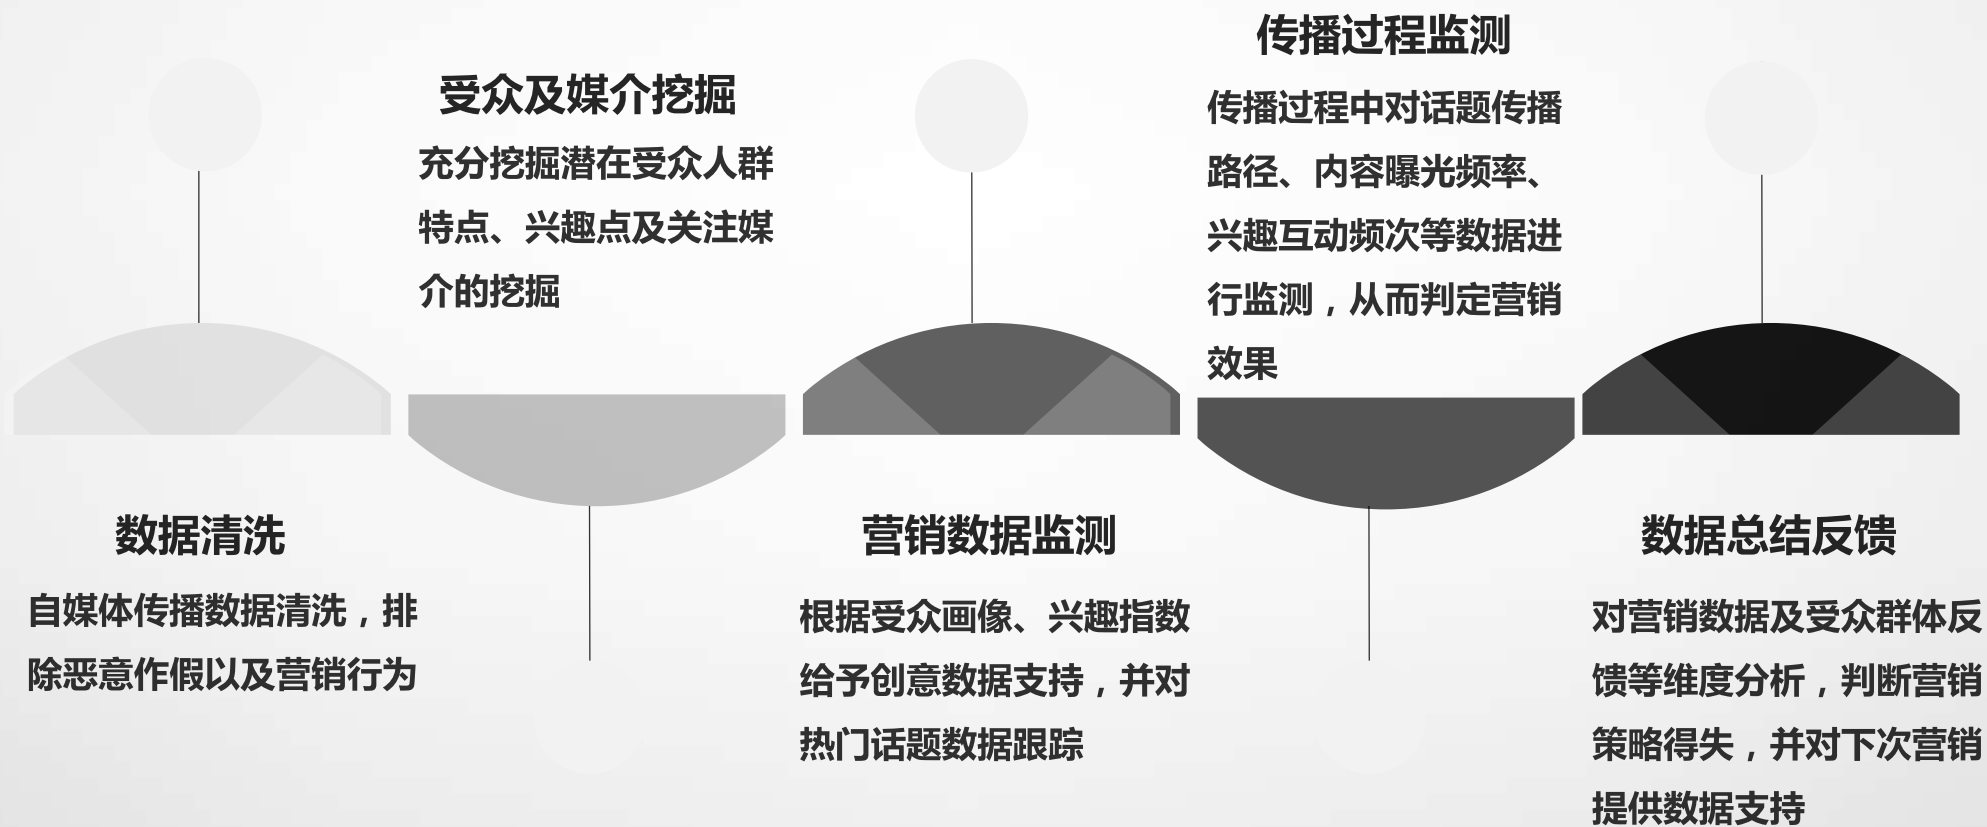 数据清洗
自媒体传播数据清洗，排
除恶意作假以及营销行为
受众及媒介挖掘
充分挖掘潜在受众人群
特点、兴趣点及关注媒
介的挖掘
营销数据监测
根据受众画像、兴趣指数
给予创意数据支持，并对
热门话题数据跟踪
传播过程监测
传播过程中对话题传播
路径、内容曝光频率、
兴趣互动频次等数据进
行监测，从而判定营销
效果
数据总结反馈
对营销数据及受众群体反
馈等维度分析，判断营销
策略得失，并对下次营销
提供数据支持